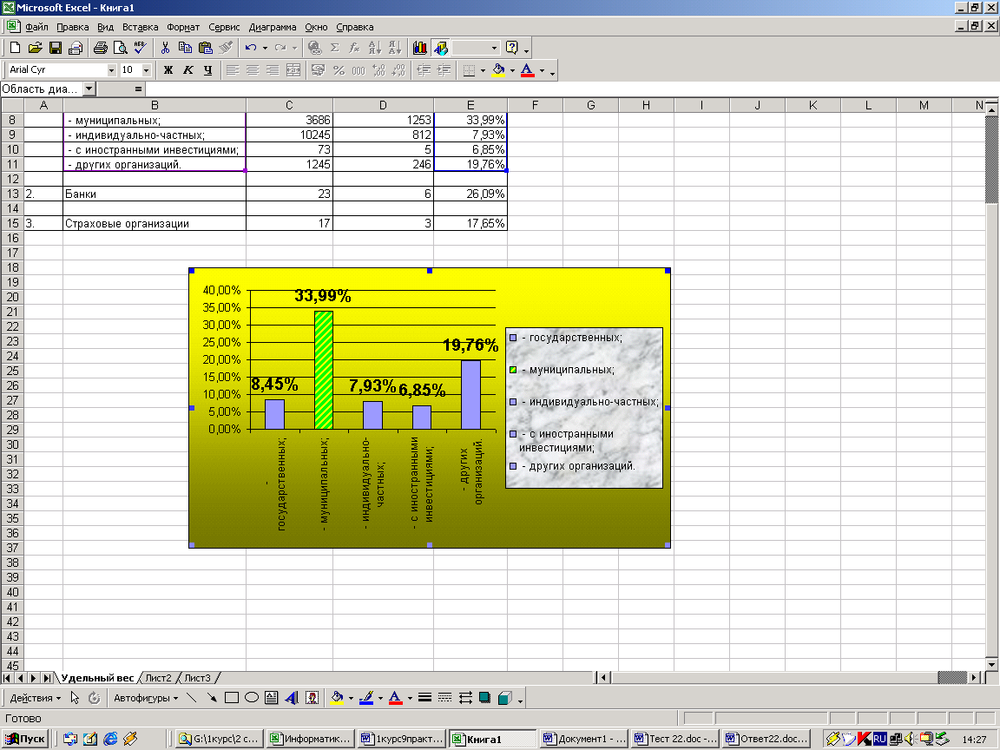 Microsoft Excel - Книга1
Файл Правка Вид Вставка Формат Сервис Диаграмма Окно Справка
Arial Cyr 10 Ж К Ч % 000
Область диа... =
A B C D E F G H I J K L M N
8 - муниципальных; 3686 1253 33,99%
9 - индивидуально-частных; 10245 812 7,93%
10 - с иностранными инвестициями; 73 5 6,85%
11 - других организаций. 1245 246 19,76%
12
13 2. Банки 23 6 26,09%
14
15 3. Страховые организации 17 3 17,65%
16
17
18
19
20
21
22
23
24
25
26
27
28
29
30
31
32
33
34
35
36
37
38
39
40
41
42
43
44
45
40,00%
35,00%
30,00%
25,00%
20,00%
15,00%
10,00%
5,00%
0,00%
8,45%
33,99%
7,93%
6,85%
19,76%
- государственных;
- муниципальных;
- индивидуально-частных;
- с иностранными инвестициями;
- других организаций.
- государственных;
- муниципальных;
- индивидуально-частных;
- с иностранными
инвестициями;
- других организаций.
Удельный вес Лист2 Лист3
Действия Автофигуры
Готово
Пуск G:\1курс\2 с... Информатик... 1курс9практ... Книга1 Документ1 - ... Тест 22.doc -... Ответ22.doc... RU 14:27